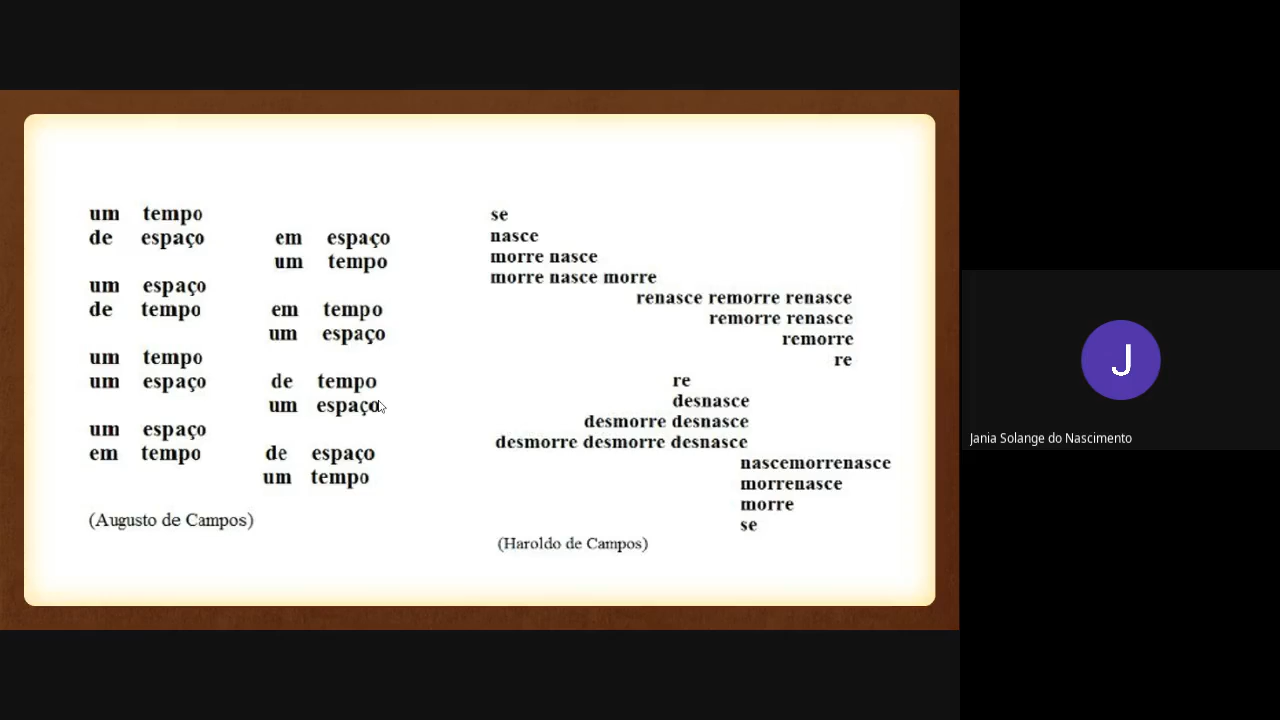 um tempo
de espaço em espaço
um tempo
um espaço
de tempo em tempo
um espaço
um tempo
um espaço de tempo
um espaço
um espaço
em tempo de espaço
um tempo
(Augusto de Campos)
se
nasce
morre nasce
morre nasce morre
renasce remorre renasce
remorre renasce
remorre
re
re
desnasce
desmorre desnasce
desmorre desmorre desnasce
nascemorrenasce
morrenasce
morre
se
(Haroldo de Campos)
J
Jania Solange do Nascimento